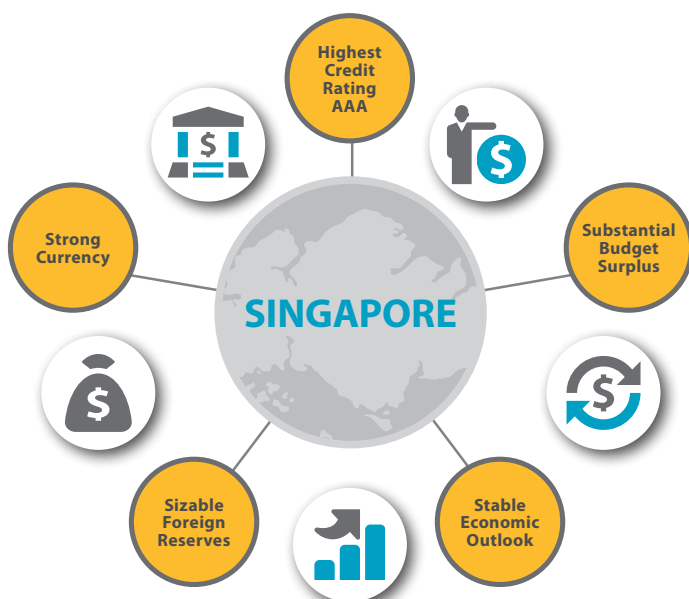 Highest
Credit
Rating
AAA
$
$
Strong
Currency
Substantial
Budget
Surplus
SINGAPORE
$
$
Sizable
Foreign
Reserves
Stable
Economic
Outlook